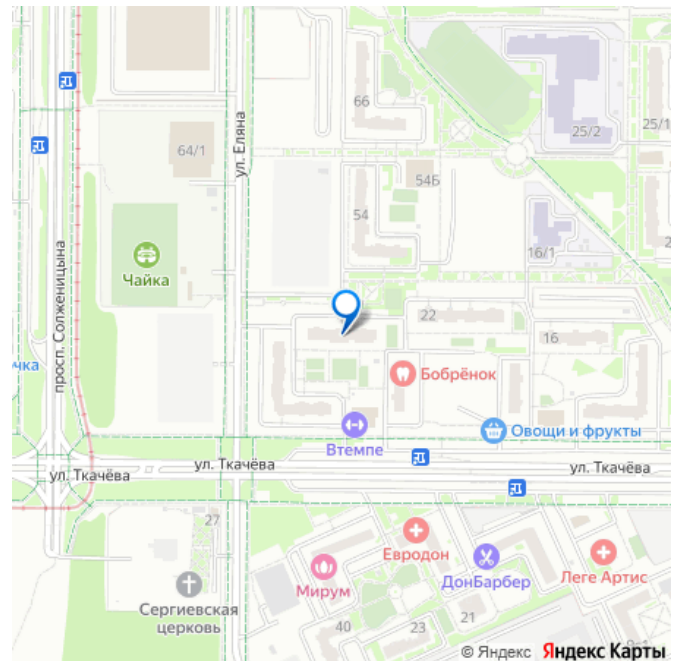 66
25/2
25/1
64/1
ул. Еляна
54Б
54
16/1
просп. Солженицына
Чайка
22
16
чка
Бобрёнок
Втемпе
Овощи и фрукты
ул. Ткачёва
ул. Ткачёва
ул. Ткачёва
27
Сергиевская
церковь
Евродон
Мирум
ДонБарбер
Леге Артис
40
23
21
© Яндекс Яндекс Карты